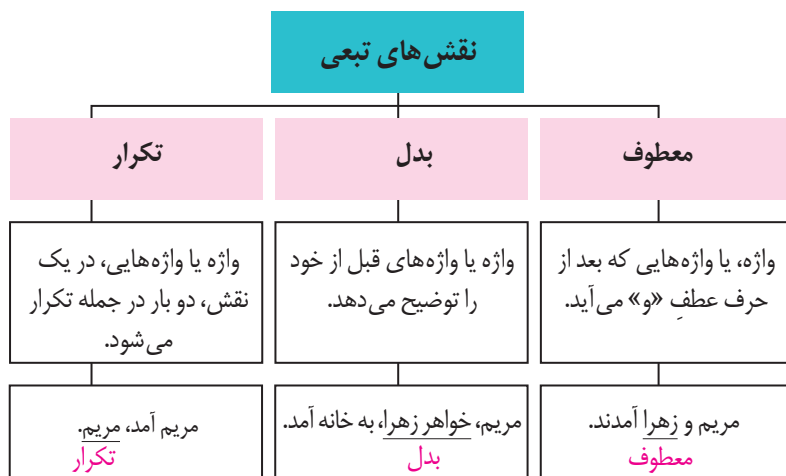 نقش‌های تبعی
معطوف
بدل
تکرار
واژه، یا واژه‌هایی که بعد از
حرف عطفِ «و» می‌آید.
واژه یا واژه‌های قبل از خود
را توضیح می‌دهد.
واژه یا واژه‌هایی، در یک
نقش، دو بار در جمله تکرار
می‌شود.
مریم و زهرا آمدند.
معطوف
مریم، خواهر زهرا، به خانه آمد.
بدل
مریم آمد، مریم.
تکرار